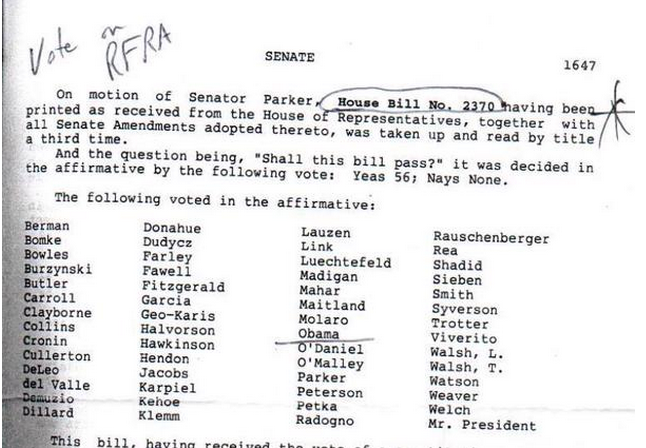 Vote on
RFRA
SENATE
1647
On motion of Senator Parker, House Bill No. 2370 having been
printed as received from the House of Representatives, together with
all Senate Amendments adopted thereto, was taken up and read by title
a third time.
And the question being, "Shall this bill pass?" it was decided in
the affirmative by the following vote: Yeas 56; Nays None.
The following voted in the affirmative:
Berman Donahue Lauzen Rauschenberger
Bomke Dudycz Link Rea
Bowles Farley Luechtefeld Shadid
Burzynski Fawell Madigan Sieben
Butler Fitzgerald Mahar Smith
Carroll Garcia Maitland Syverson
Clayborne Geo-Karis Molaro Trotter
Collins Halvorson Obama Viverito
Cronin Hawkinson O'Daniel Walsh, L.
Cullerton Hendon O'Malley Walsh, T.
DeLeo Jacobs Parker Watson
del Valle Karpiel Peterson Weaver
Demuzio Kehoe Petka Welch
Dillard Klemm Radogno Mr. President
This bill, having received the vote of a